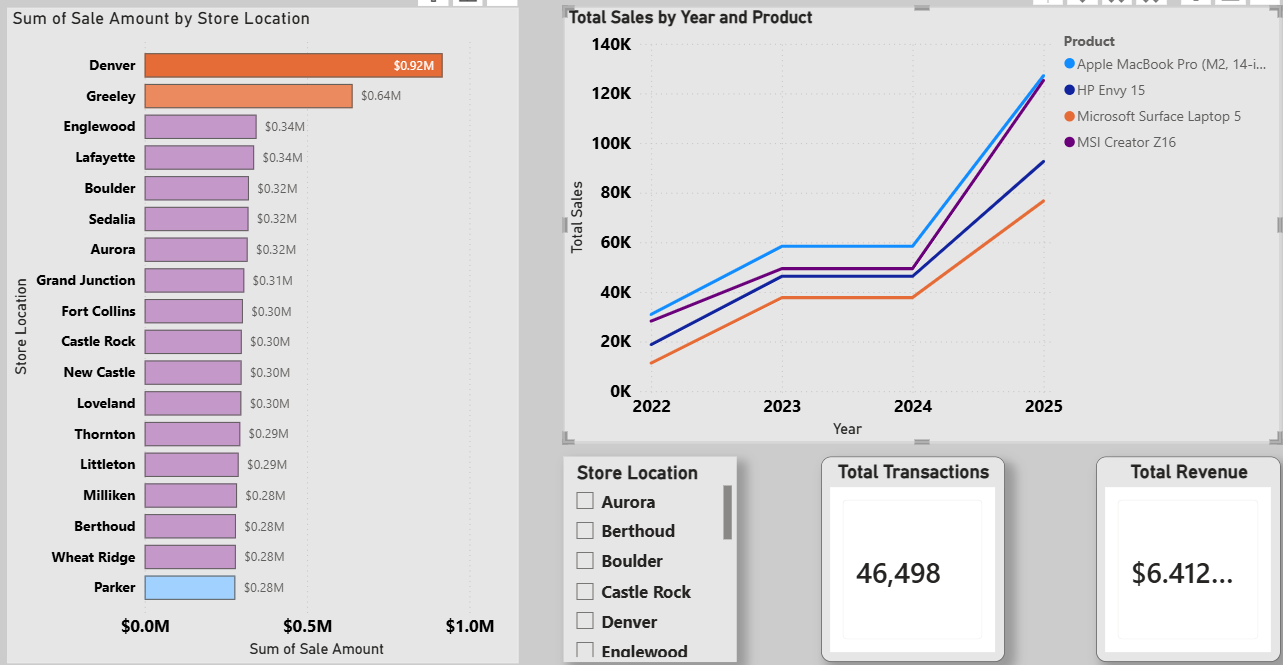 Sum of Sale Amount by Store Location
Denver $0.92M
Greeley $0.64M
Englewood $0.34M
Lafayette $0.34M
Boulder $0.32M
Sedalia $0.32M
Aurora $0.32M
Grand Junction $0.31M
Fort Collins $0.30M
Castle Rock $0.30M
New Castle $0.30M
Loveland $0.30M
Thornton $0.29M
Littleton $0.29M
Milliken $0.28M
Berthoud $0.28M
Wheat Ridge $0.28M
Parker $0.28M
Store Location
$0.0M $0.5M $1.0M
Sum of Sale Amount
Total Sales by Year and Product
140K
120K
100K
80K
60K
40K
20K
0K
Total Sales
2022 2023 2024 2025
Year
Product
Apple MacBook Pro (M2, 14-i...
HP Envy 15
Microsoft Surface Laptop 5
MSI Creator Z16
Store Location
Aurora
Berthoud
Boulder
Castle Rock
Denver
Englewood
Total Transactions
46,498
Total Revenue
$6.412...